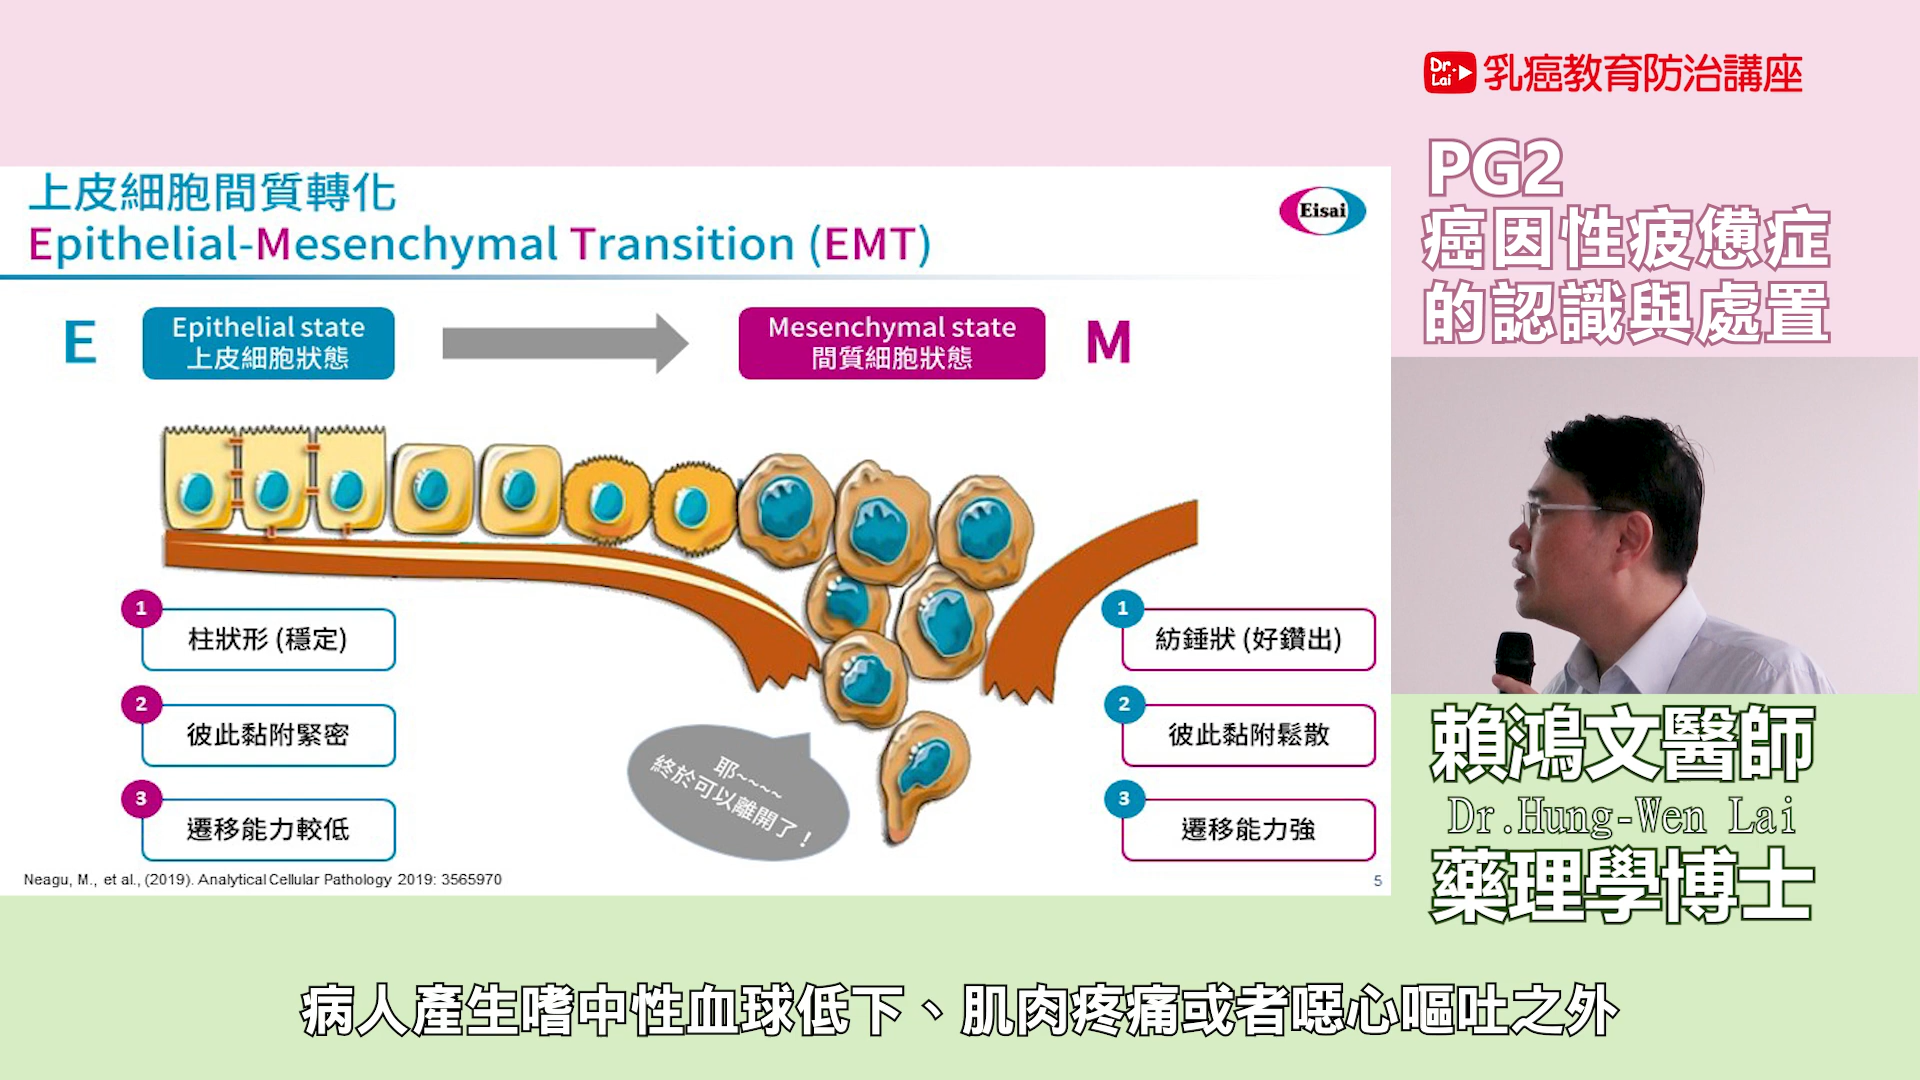 Dr. Lai 乳癌教育防治講座
PG2
癌因性疲憊症
的認識與處置
上皮細胞間質轉化
Epithelial-Mesenchymal Transition (EMT)
Eisai
E
Epithelial state
上皮細胞狀態
Mesenchymal state
間質細胞狀態
M
1
柱狀形 (穩定)
2
彼此黏附緊密
3
遷移能力較低
耶~~~~
終於可以離開了！
1
紡錘狀 (好鑽出)
2
彼此黏附鬆散
3
遷移能力強
Neagu, M., et al., (2019). Analytical Cellular Pathology 2019: 3565970
5
賴鴻文醫師
Dr.Hung-Wen Lai
藥理學博士
病人產生嗜中性血球低下、肌肉疼痛或者噁心嘔吐之外